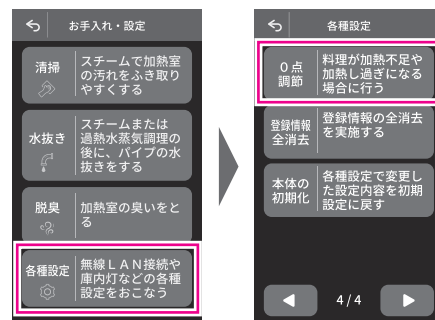 お手入れ・設定
清掃
スチームで加熱室
の汚れをふき取り
やすくする
水抜き
スチームまたは
過熱水蒸気調理の
後に、パイプの水
抜きをする
脱臭
加熱室の臭いをと
る
各種設定
無線LAN接続や
庫内灯などの各種
設定をおこなう
各種設定
0点
調節
料理が加熱不足や
加熱し過ぎになる
場合に行う
登録情報
全消去
登録情報の全消去
を実施する
本体の
初期化
各種設定で変更し
た設定内容を初期
設定に戻す
4/4